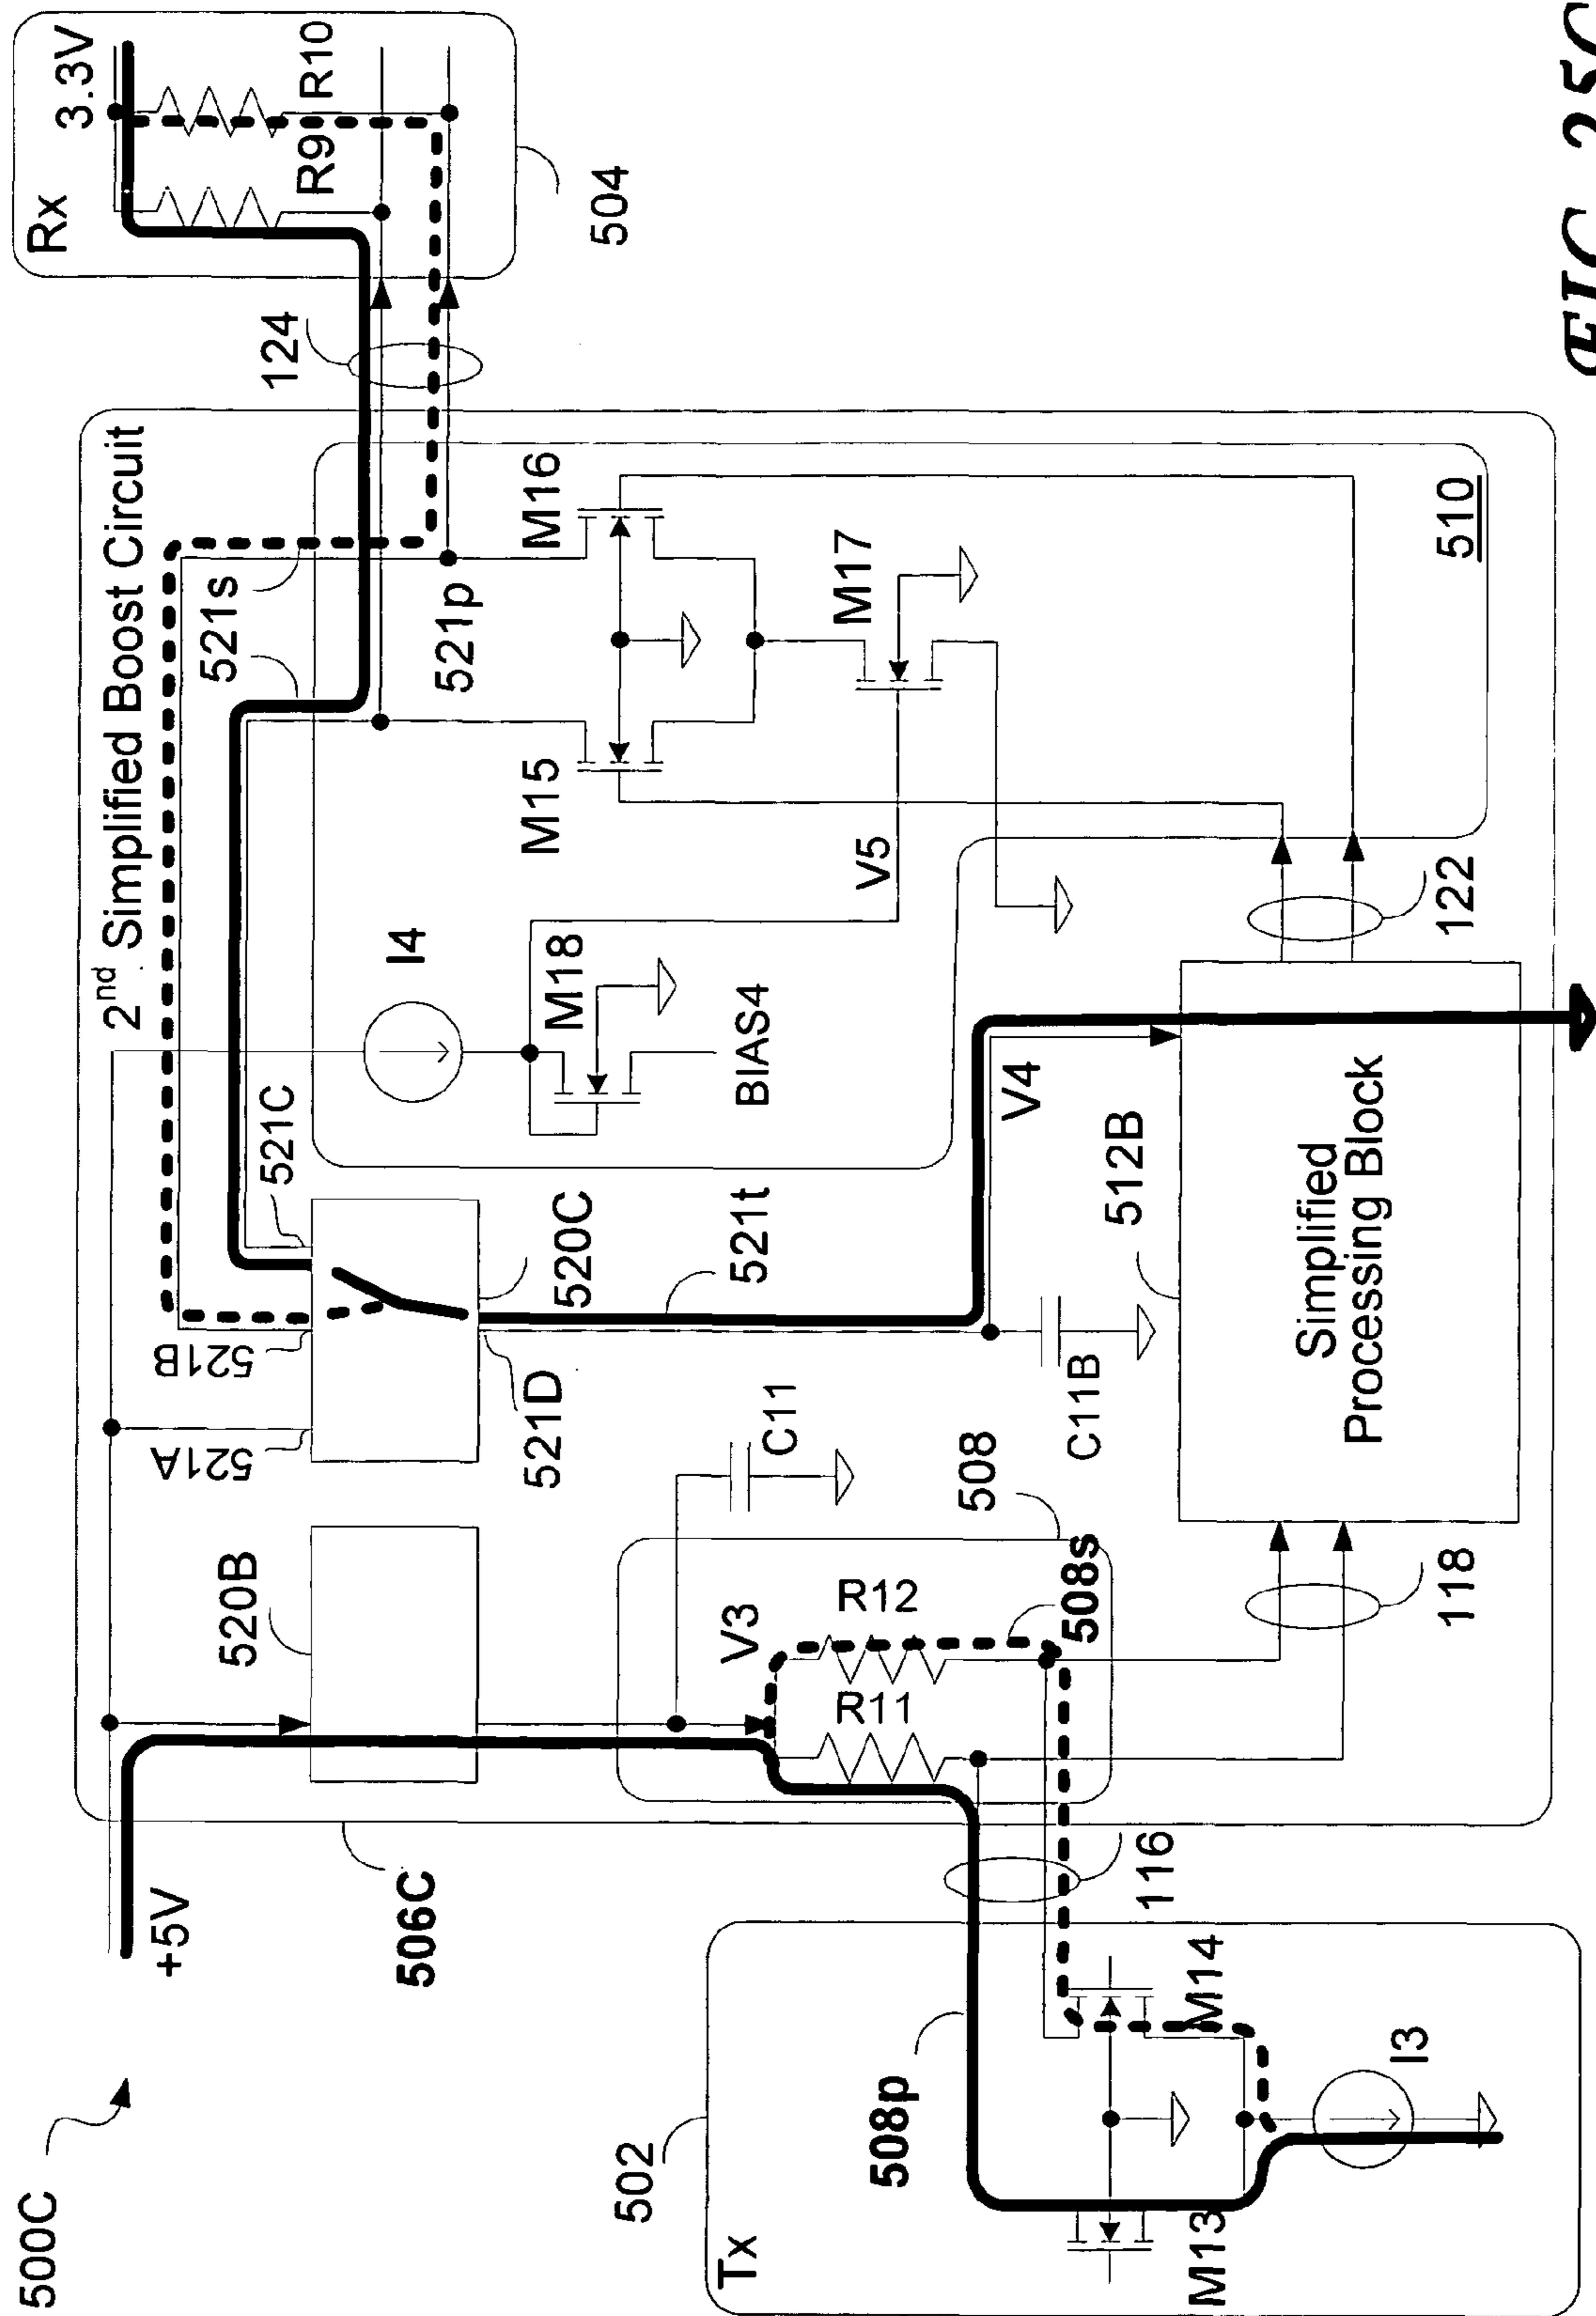 500C
+5V
506C
2nd Simplified Boost Circuit
520B
521A
521B
521C
520C
521D
521t
521s
521p
I4
M18
BIAS4
M15
M16
M17
V5
510
Rx
3.3V
R9
R10
504
124
C11
V3
R11
R12
508
508s
C11B
V4
512B
Simplified
Processing Block
122
118
116
502
Tx
508p
M13
M14
I3
FIG 25C